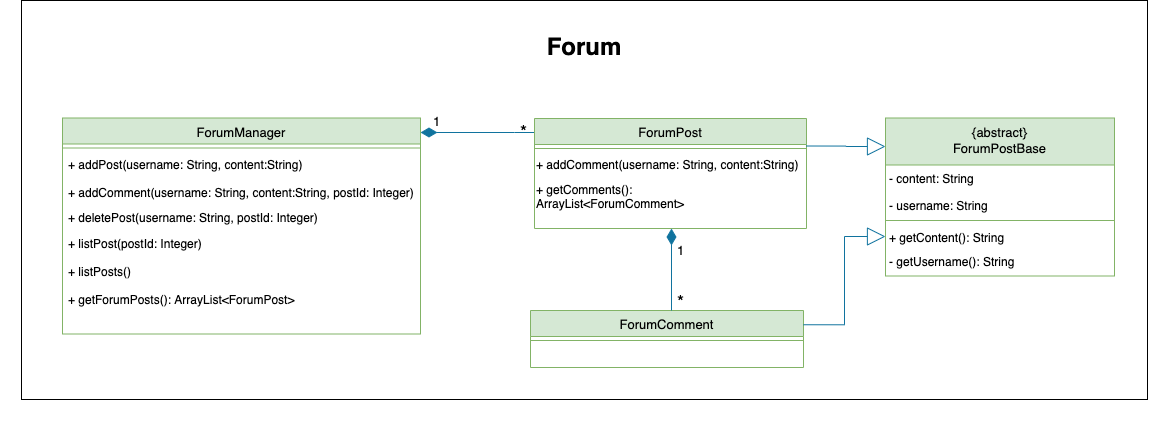 Forum
ForumManager
+ addPost(username: String, content:String)
+ addComment(username: String, content:String, postId: Integer)
+ deletePost(username: String, postId: Integer)
+ listPost(postId: Integer)
+ listPosts()
+ getForumPosts(): ArrayList<ForumPost>
1
*
ForumPost
+ addComment(username: String, content:String)
+ getComments():
ArrayList<ForumComment>
1
*
ForumComment
{abstract}
ForumPostBase
- content: String
- username: String
+ getContent(): String
- getUsername(): String